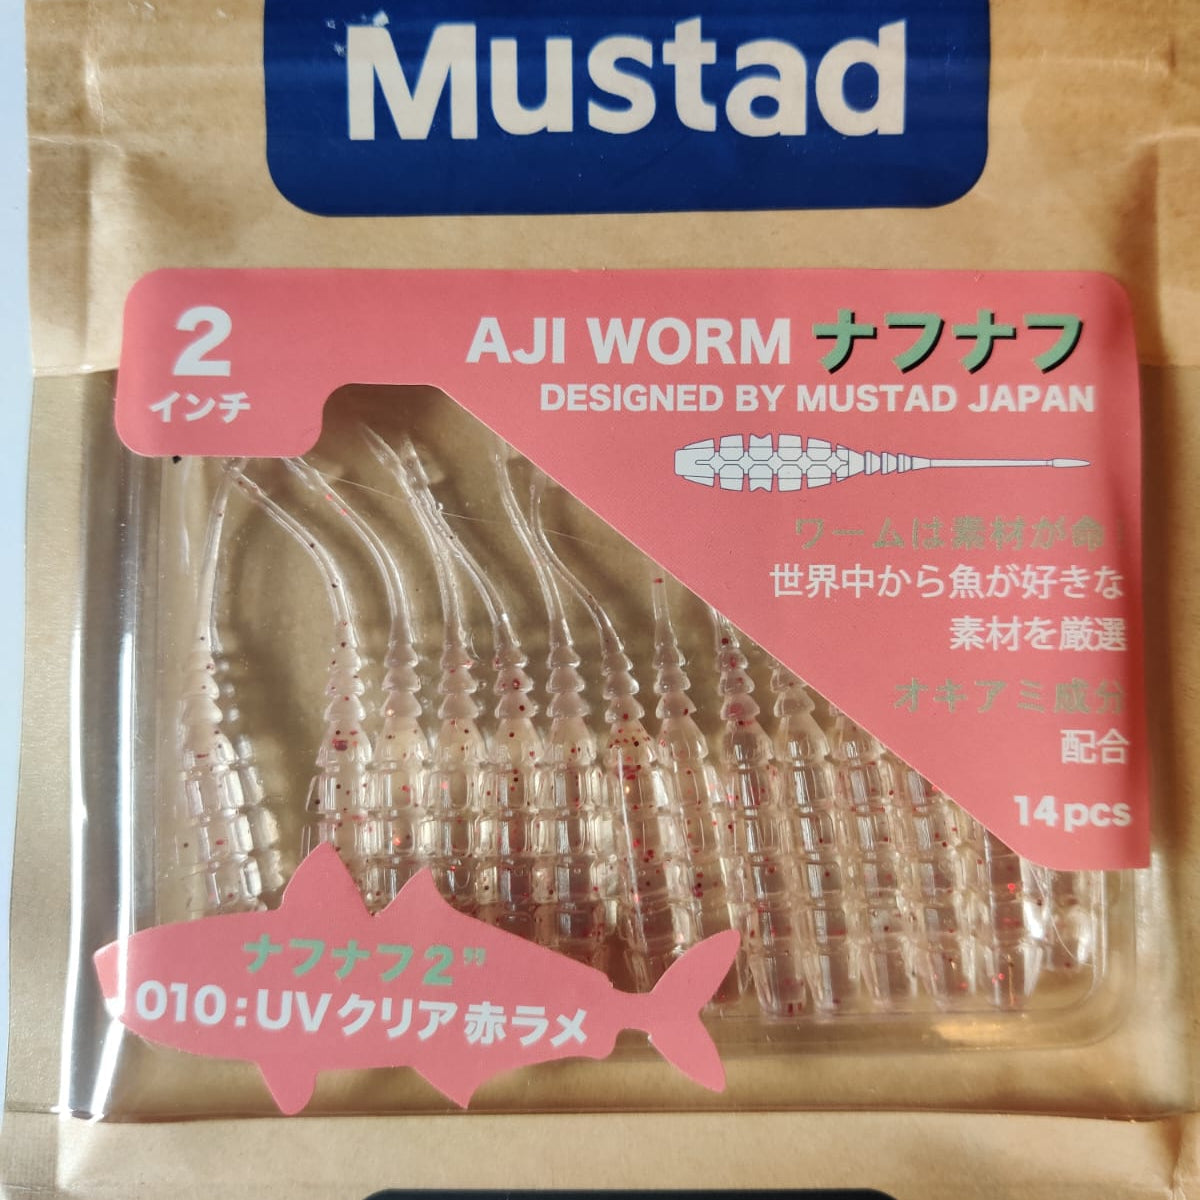 Mustad
2
インチ
AJI WORM ナフナフ
DESIGNED BY MUSTAD JAPAN
ワームは素材が命!
世界中から魚が好きな
素材を厳選
オキアミ成分
配合
14pcs
ナフナフ2"
010:UVクリア赤ラメ